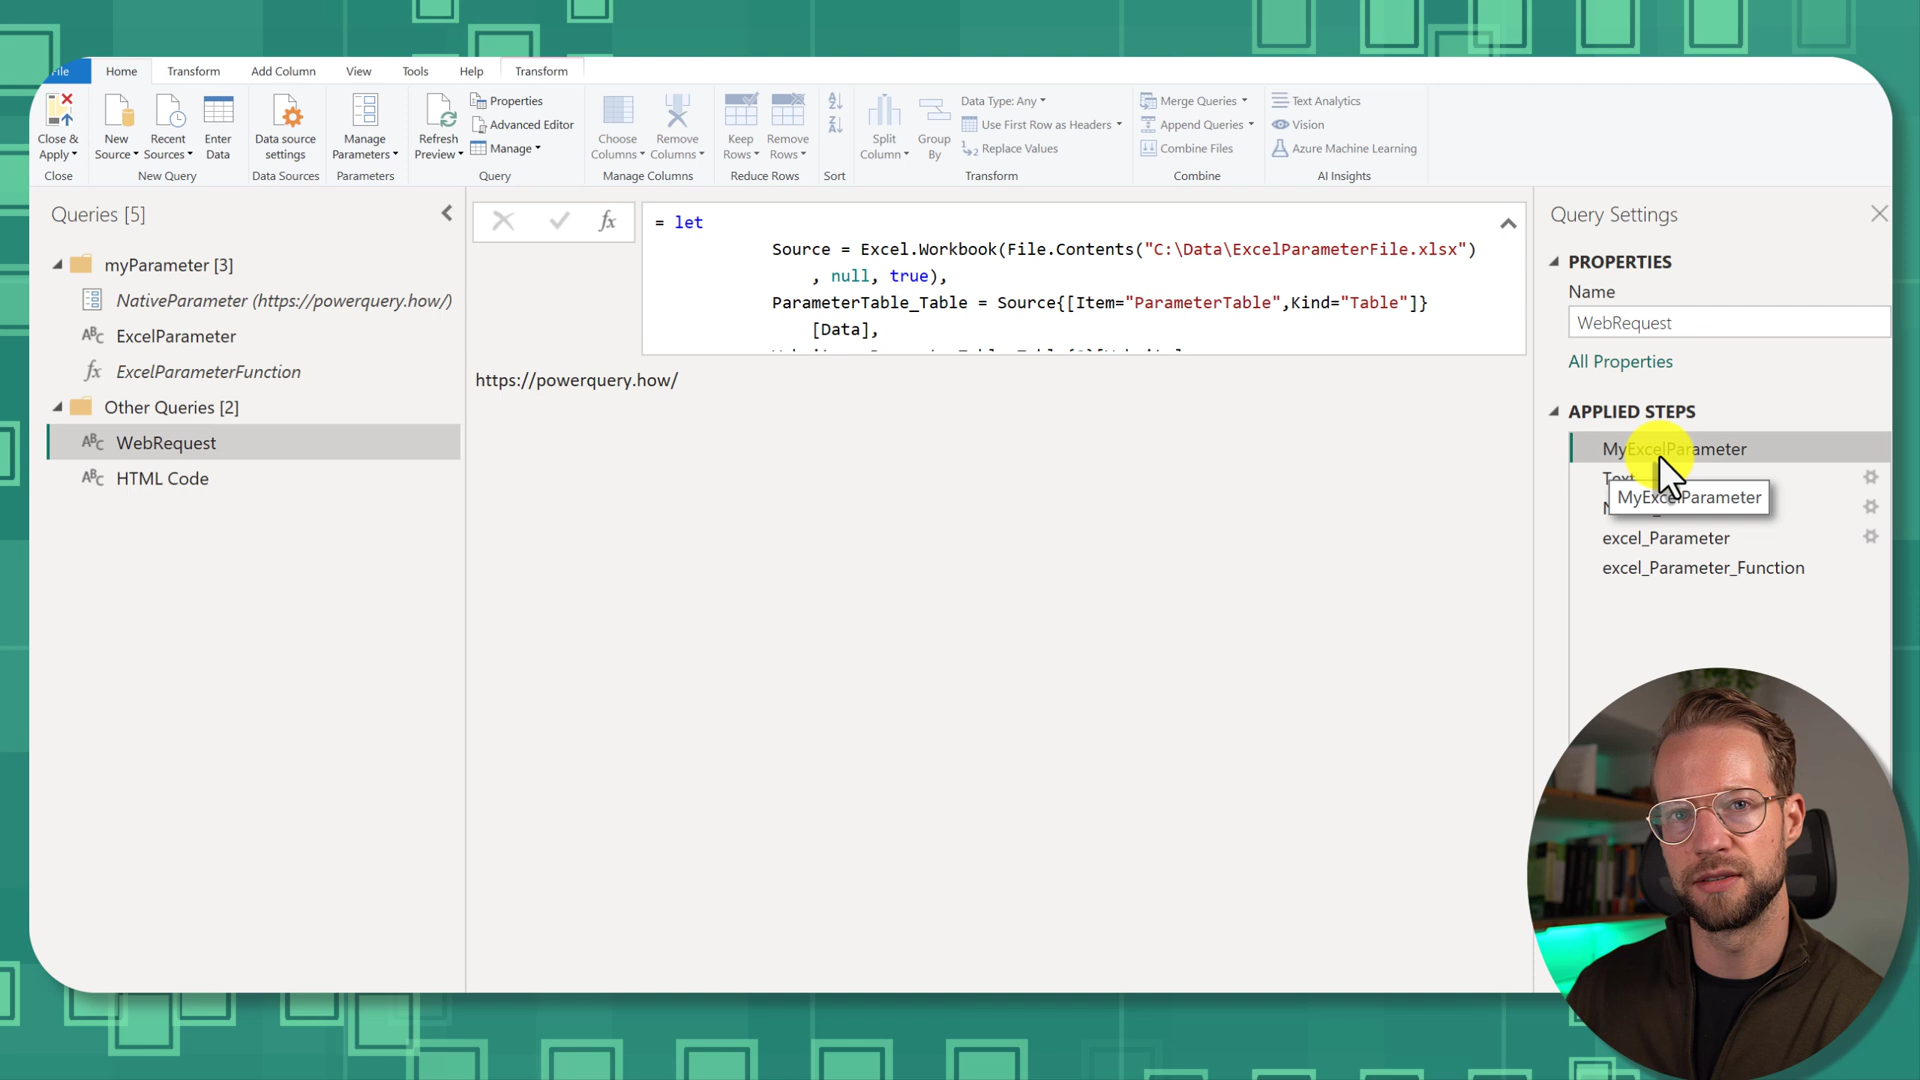 File Home Transform Add Column View Tools Help Transform
Close & Apply
New Source
Recent Sources
Enter Data
Data source settings
Manage Parameters
Refresh Preview
Properties
Advanced Editor
Manage
Choose Columns
Remove Columns
Keep Rows
Remove Rows
Split Column
Group By
Data Type: Any
Use First Row as Headers
Replace Values
Merge Queries
Append Queries
Combine Files
Text Analytics
Vision
Azure Machine Learning
Close New Query Data Sources Parameters Query Manage Columns Reduce Rows Sort Transform Combine AI Insights
Queries [5]
myParameter [3]
NativeParameter (https://powerquery.how/)
ExcelParameter
ExcelParameterFunction
Other Queries [2]
WebRequest
HTML Code
fx
= let
Source = Excel.Workbook(File.Contents("C:\Data\ExcelParameterFile.xlsx")
, null, true),
ParameterTable_Table = Source{[Item="ParameterTable",Kind="Table"]}
[Data],
https://powerquery.how/
Query Settings
PROPERTIES
Name
WebRequest
All Properties
APPLIED STEPS
MyExcelParameter
Text
MyExcelParameter
excel_Parameter
excel_Parameter_Function